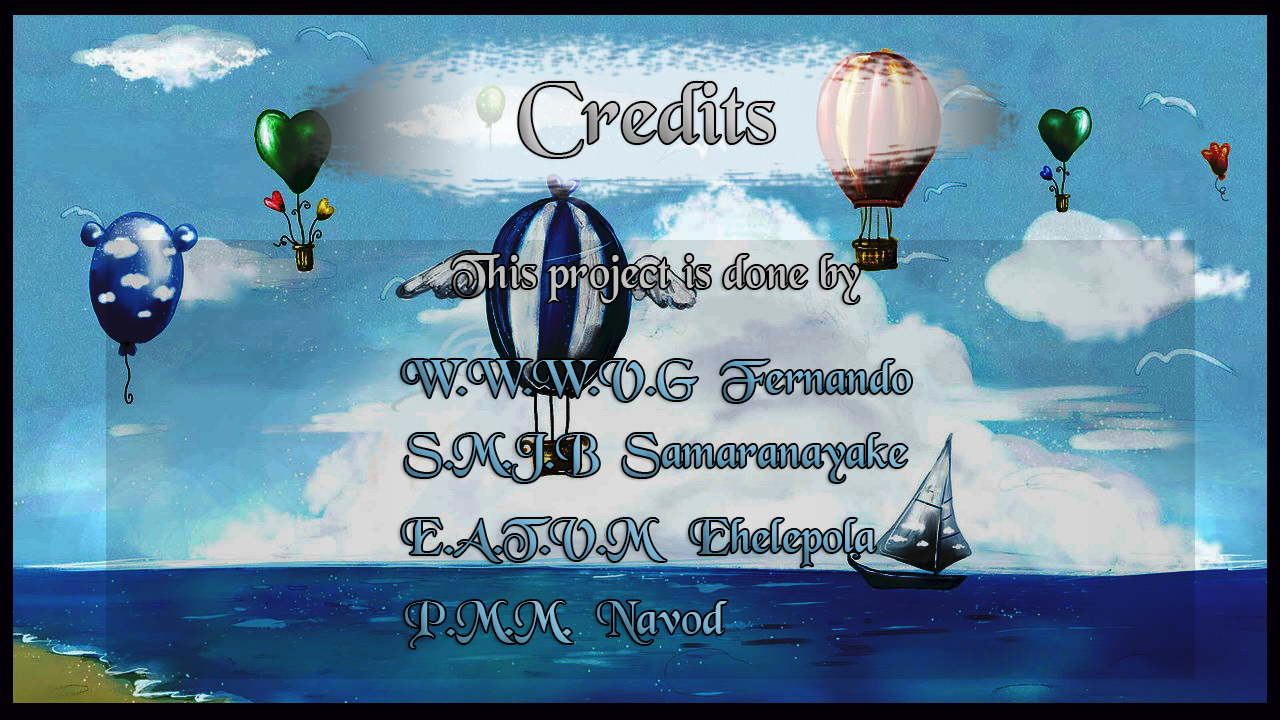 Credits
This project is done by
W.W.W.V.G Fernando
S.M.J.B Samaranayake
E.A.T.V.M Ehelepola
P.M.M. Navod